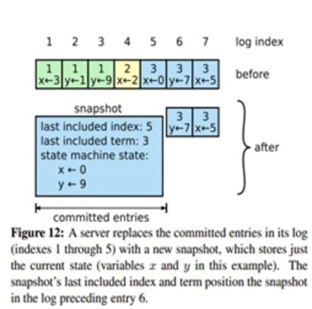 1 2 3 4 5 6 7 log index
1 1 1 2 3 3 3
x←3 y←1 y←9 x←2 x←0 y←7 x←5 before
snapshot
last included index: 5
last included term: 3
state machine state:
x ← 0
y ← 9
3 3
y←7 x←5
after
committed entries
Figure 12: A server replaces the committed entries in its log
(indexes 1 through 5) with a new snapshot, which stores just
the current state (variables x and y in this example). The
snapshot's last included index and term position the snapshot
in the log preceding entry 6.